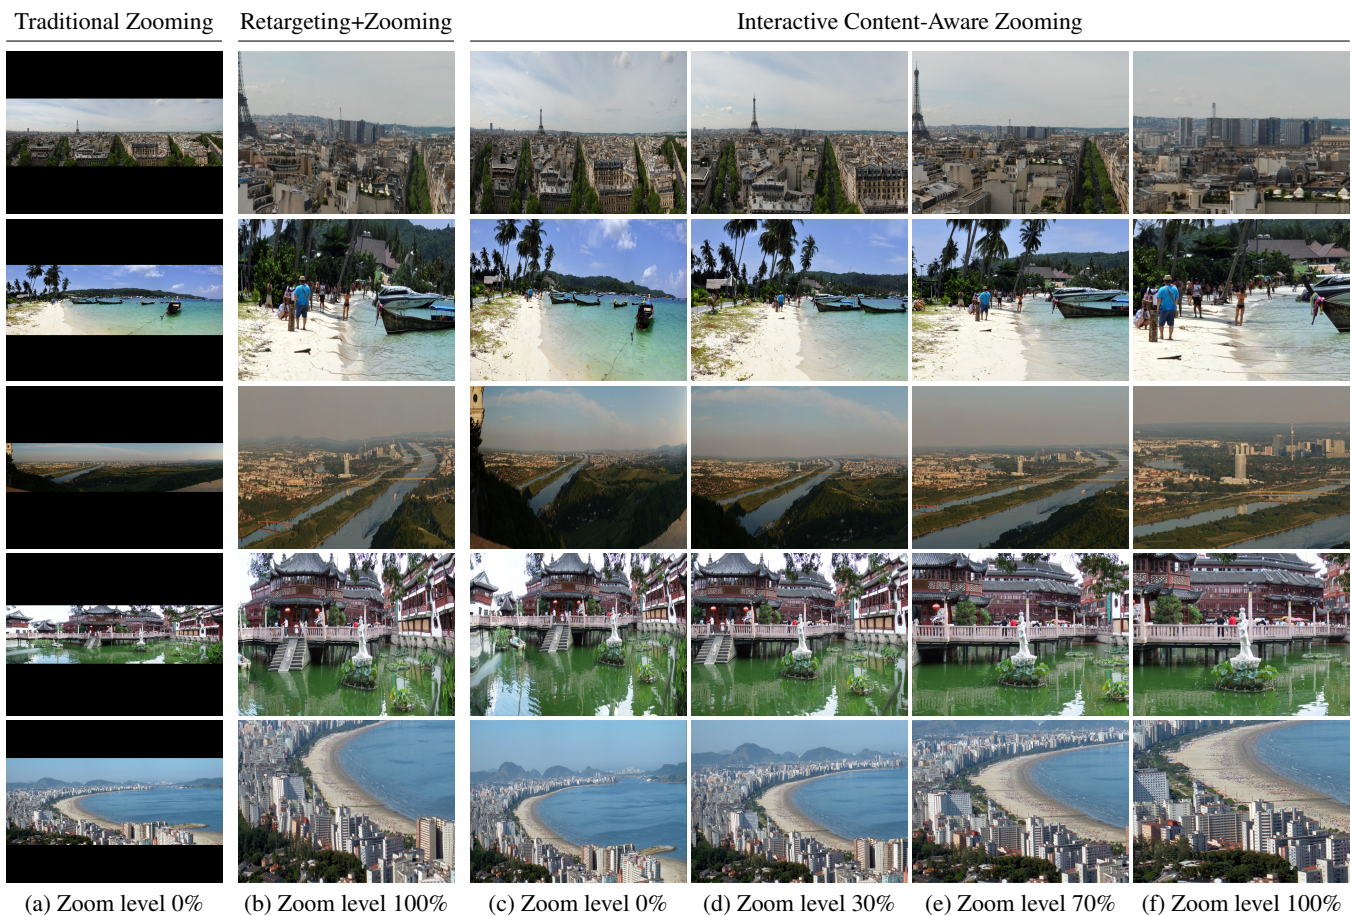 Traditional Zooming
Retargeting+Zooming
Interactive Content-Aware Zooming
(a) Zoom level 0%
(b) Zoom level 100%
(c) Zoom level 0%
(d) Zoom level 30%
(e) Zoom level 70%
(f) Zoom level 100%